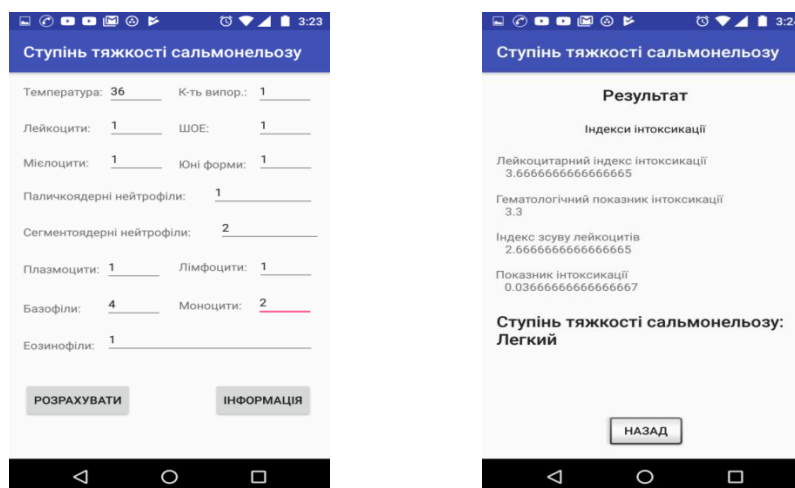 3:23
Ступінь тяжкості сальмонельозу
Температура: 36 К-ть випор.: 1
Лейкоцити: 1 ШОЕ: 1
Мієлоцити: 1 Юні форми: 1
Паличкоядерні нейтрофіли: 1
Сегментоядерні нейтрофіли: 2
Плазмоцити: 1 Лімфоцити: 1
Базофіли: 4 Моноцити: 2
Еозинофіли: 1
РОЗРАХУВАТИ ІНФОРМАЦІЯ
3:24
Ступінь тяжкості сальмонельозу
Результат
Індекси інтоксикації
Лейкоцитарний індекс інтоксикації
3.6666666666666665
Гематологічний показник інтоксикації
3.3
Індекс зсуву лейкоцитів
2.6666666666666665
Показник інтоксикації
0.03666666666666667
Ступінь тяжкості сальмонельозу:
Легкий
НАЗАД